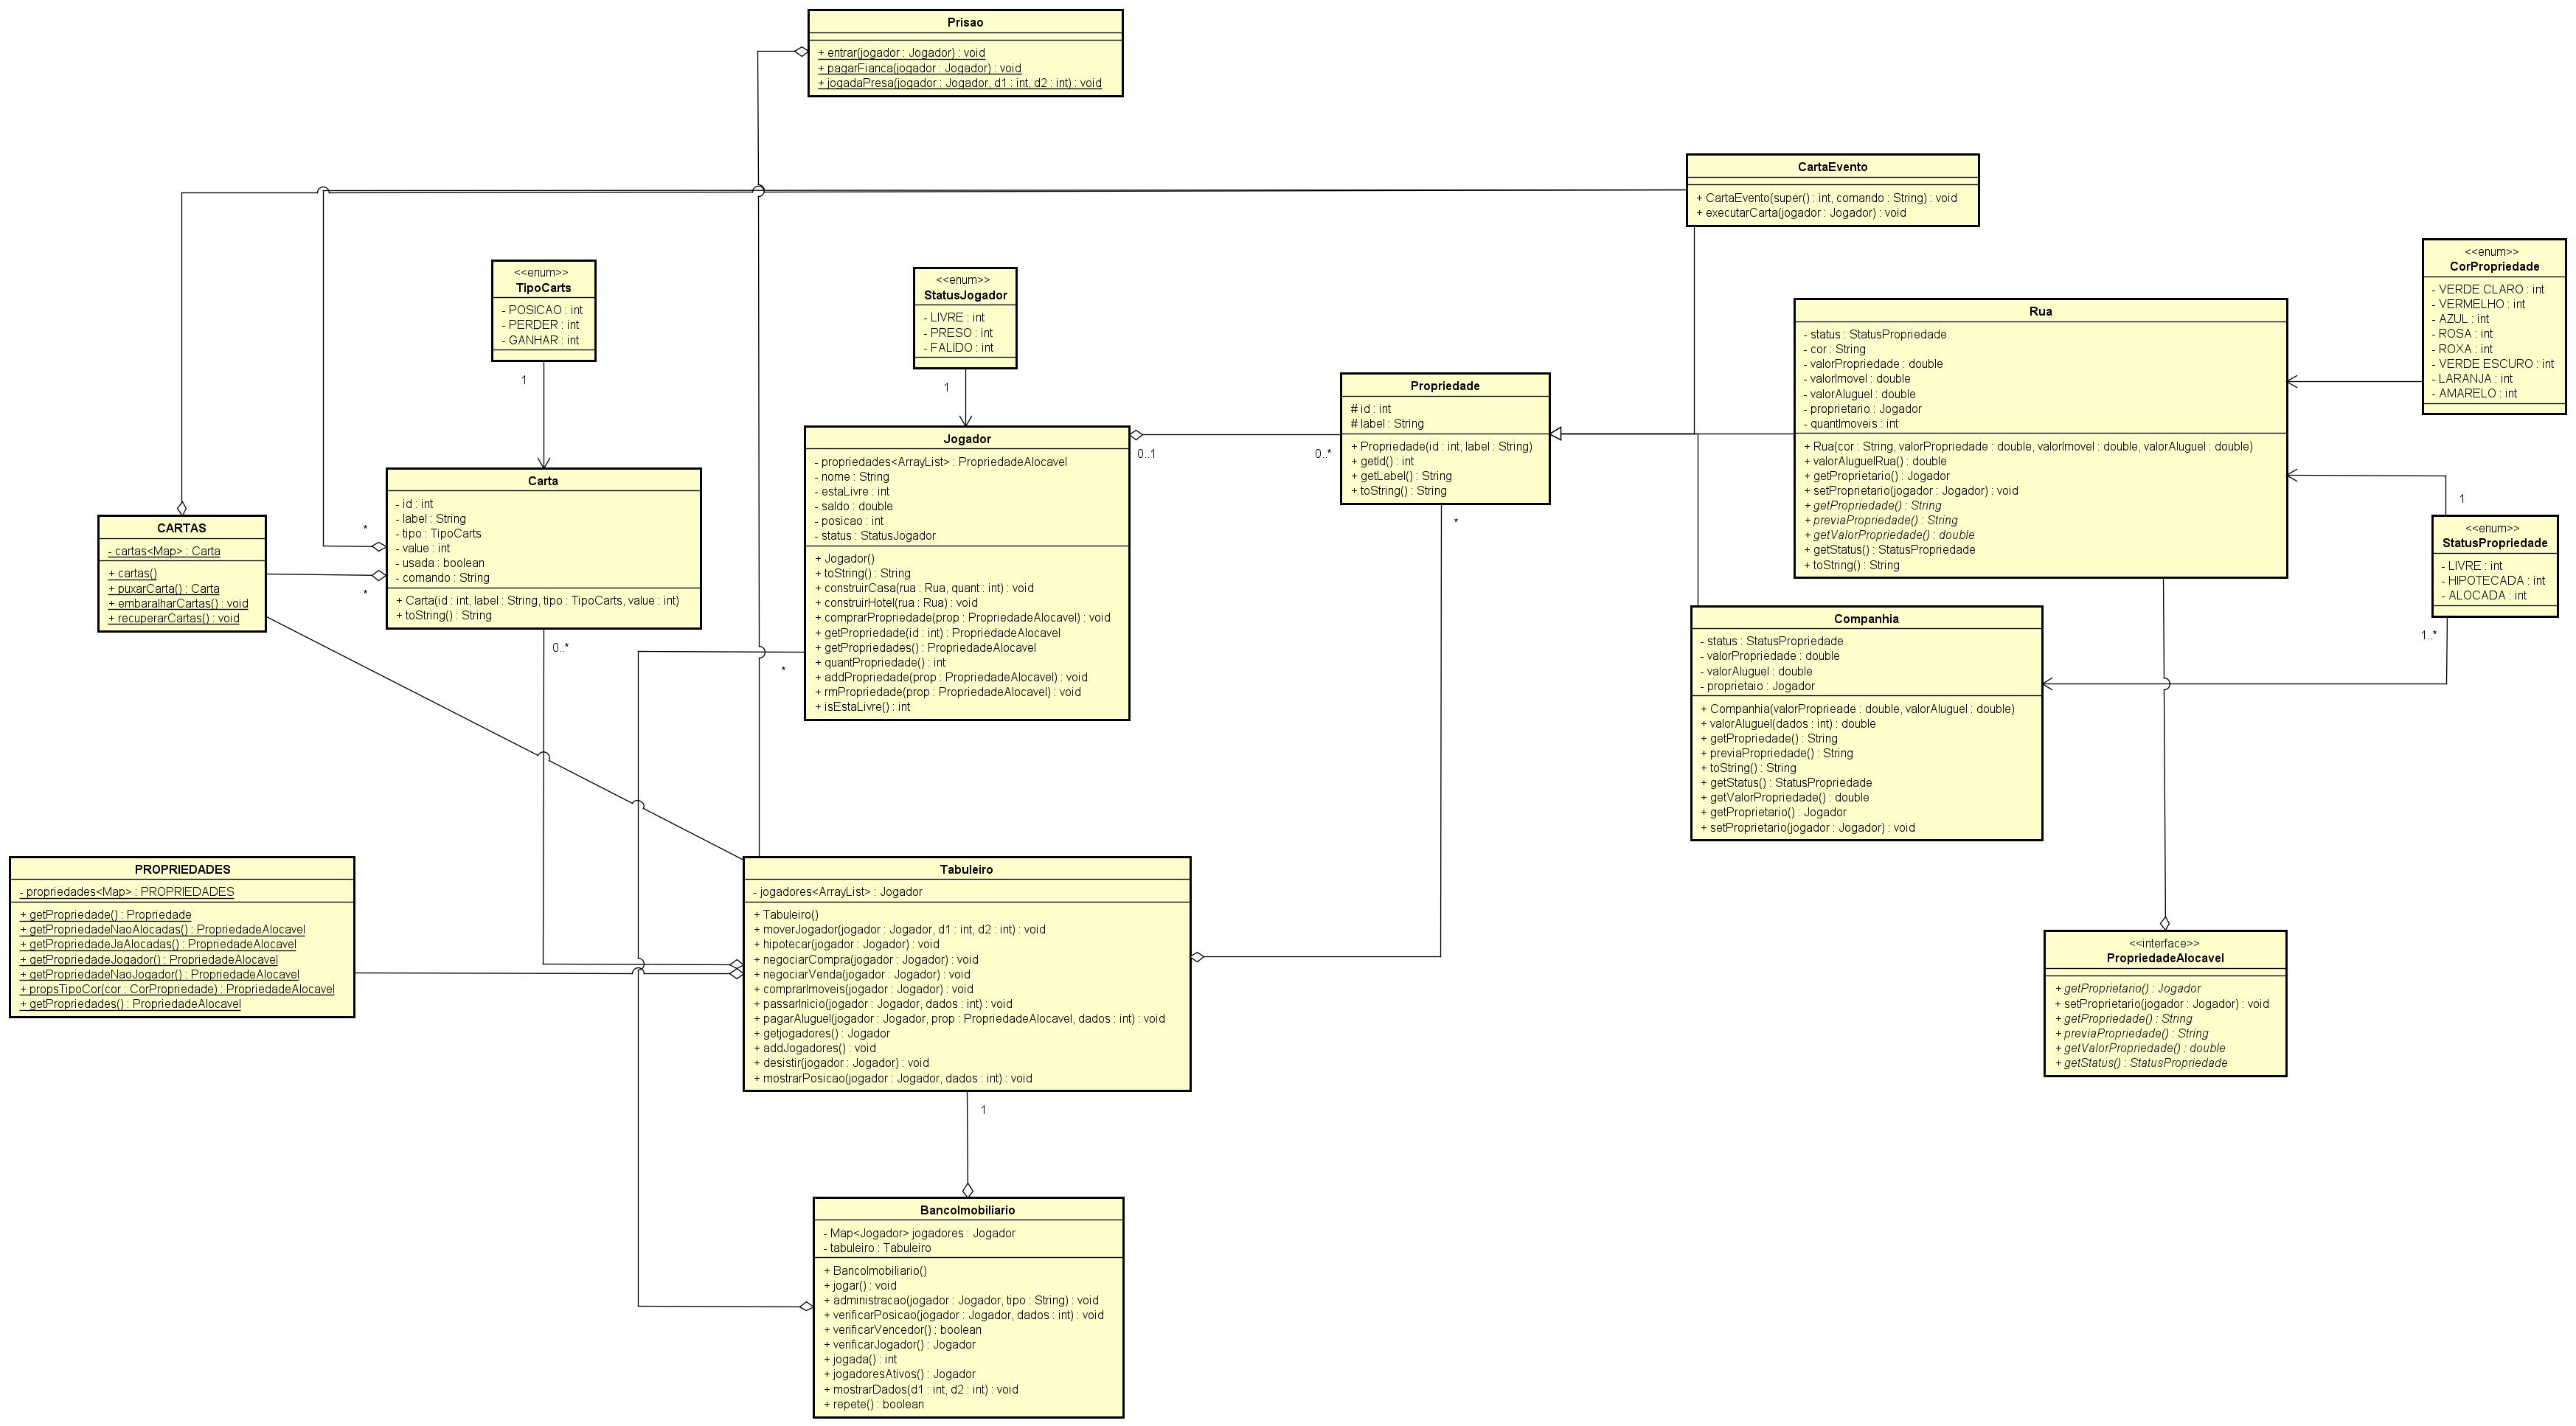 Prisao
+ entrar(jogador : Jogador) : void
+ pagarFianca(jogador : Jogador) : void
+ jogadaPresa(jogador : Jogador, d1 : int, d2 : int) : void
CartaEvento
+ CartaEvento(super() : int, comando : String) : void
+ executarCarta(jogador : Jogador) : void
<<enum>>
TipoCarts
- POSICAO : int
- PERDER : int
- GANHAR : int
1
<<enum>>
StatusJogador
- LIVRE : int
- PRESO : int
- FALIDO : int
1
<<enum>>
CorPropriedade
- VERDE CLARO : int
- VERMELHO : int
- AZUL : int
- ROSA : int
- ROXA : int
- VERDE ESCURO : int
- LARANJA : int
- AMARELO : int
Rua
- status : StatusPropriedade
- cor : String
- valorPropriedade : double
- valorImovel : double
- valorAluguel : double
- proprietario : Jogador
- quantImoveis : int
+ Rua(cor : String, valorPropriedade : double, valorImovel : double, valorAluguel : double)
+ valorAluguelRua() : double
+ getProprietario() : Jogador
+ setProprietario(jogador : Jogador) : void
+ getPropriedade() : String
+ previaPropriedade() : String
+ getValorPropriedade() : double
+ getStatus() : StatusPropriedade
+ toString() : String
Propriedade
# id : int
# label : String
+ Propriedade(id : int, label : String)
+ getId() : int
+ getLabel() : String
+ toString() : String
0..1
0..*
*
Jogador
- propriedades<ArrayList> : PropriedadeAlocavel
- nome : String
- estaLivre : int
- saldo : double
- posicao : int
- status : StatusJogador
+ Jogador()
+ toString() : String
+ construirCasa(rua : Rua, quant : int) : void
+ construirHotel(rua : Rua) : void
+ comprarPropriedade(prop : PropriedadeAlocavel) : void
+ getPropriedade(id : int) : PropriedadeAlocavel
+ getPropriedades() : PropriedadeAlocavel
+ quantPropriedade() : int
+ addPropriedade(prop : PropriedadeAlocavel) : void
+ rmPropriedade(prop : PropriedadeAlocavel) : void
+ isEstaLivre() : int
*
Carta
- id : int
- label : String
- tipo : TipoCarts
- value : int
- usada : boolean
- comando : String
+ Carta(id : int, label : String, tipo : TipoCarts, value : int)
+ toString() : String
*
*
0..*
CARTAS
- cartas<Map> : Carta
+ cartas()
+ puxarCarta() : Carta
+ embaralharCartas() : void
+ recuperarCartas() : void
1
<<enum>>
StatusPropriedade
- LIVRE : int
- HIPOTECADA : int
- ALOCADA : int
1..*
Companhia
- status : StatusPropriedade
- valorPropriedade : double
- valorAluguel : double
- proprietaio : Jogador
+ Companhia(valorProprieade : double, valorAluguel : double)
+ valorAluguel(dados : int) : double
+ getPropriedade() : String
+ previaPropriedade() : String
+ toString() : String
+ getStatus() : StatusPropriedade
+ getValorPropriedade() : double
+ getProprietario() : Jogador
+ setProprietario(jogador : Jogador) : void
PROPRIEDADES
- propriedades<Map> : PROPRIEDADES
+ getPropriedade() : Propriedade
+ getPropriedadeNaoAlocadas() : PropriedadeAlocavel
+ getPropriedadeJaAlocadas() : PropriedadeAlocavel
+ getPropriedadeJogador() : PropriedadeAlocavel
+ getPropriedadeNaoJogador() : PropriedadeAlocavel
+ propsTipoCor(cor : CorPropriedade) : PropriedadeAlocavel
+ getPropriedades() : PropriedadeAlocavel
Tabuleiro
- jogadores<ArrayList> : Jogador
+ Tabuleiro()
+ moverJogador(jogador : Jogador, d1 : int, d2 : int) : void
+ hipotecar(jogador : Jogador) : void
+ negociarCompra(jogador : Jogador) : void
+ negociarVenda(jogador : Jogador) : void
+ comprarImoveis(jogador : Jogador) : void
+ passarInicio(jogador : Jogador, dados : int) : void
+ pagarAluguel(jogador : Jogador, prop : PropriedadeAlocavel, dados : int) : void
+ getjogadores() : Jogador
+ addJogadores() : void
+ desistir(jogador : Jogador) : void
+ mostrarPosicao(jogador : Jogador, dados : int) : void
1
<<interface>>
PropriedadeAlocavel
+ getProprietario() : Jogador
+ setProprietario(jogador : Jogador) : void
+ getPropriedade() : String
+ previaPropriedade() : String
+ getValorPropriedade() : double
+ getStatus() : StatusPropriedade
BancoImobiliario
- Map<Jogador> jogadores : Jogador
- tabuleiro : Tabuleiro
+ BancoImobiliario()
+ jogar() : void
+ administracao(jogador : Jogador, tipo : String) : void
+ verificarPosicao(jogador : Jogador, dados : int) : void
+ verificarVencedor() : boolean
+ verificarJogador() : Jogador
+ jogada() : int
+ jogadoresAtivos() : Jogador
+ mostrarDados(d1 : int, d2 : int) : void
+ repete() : boolean